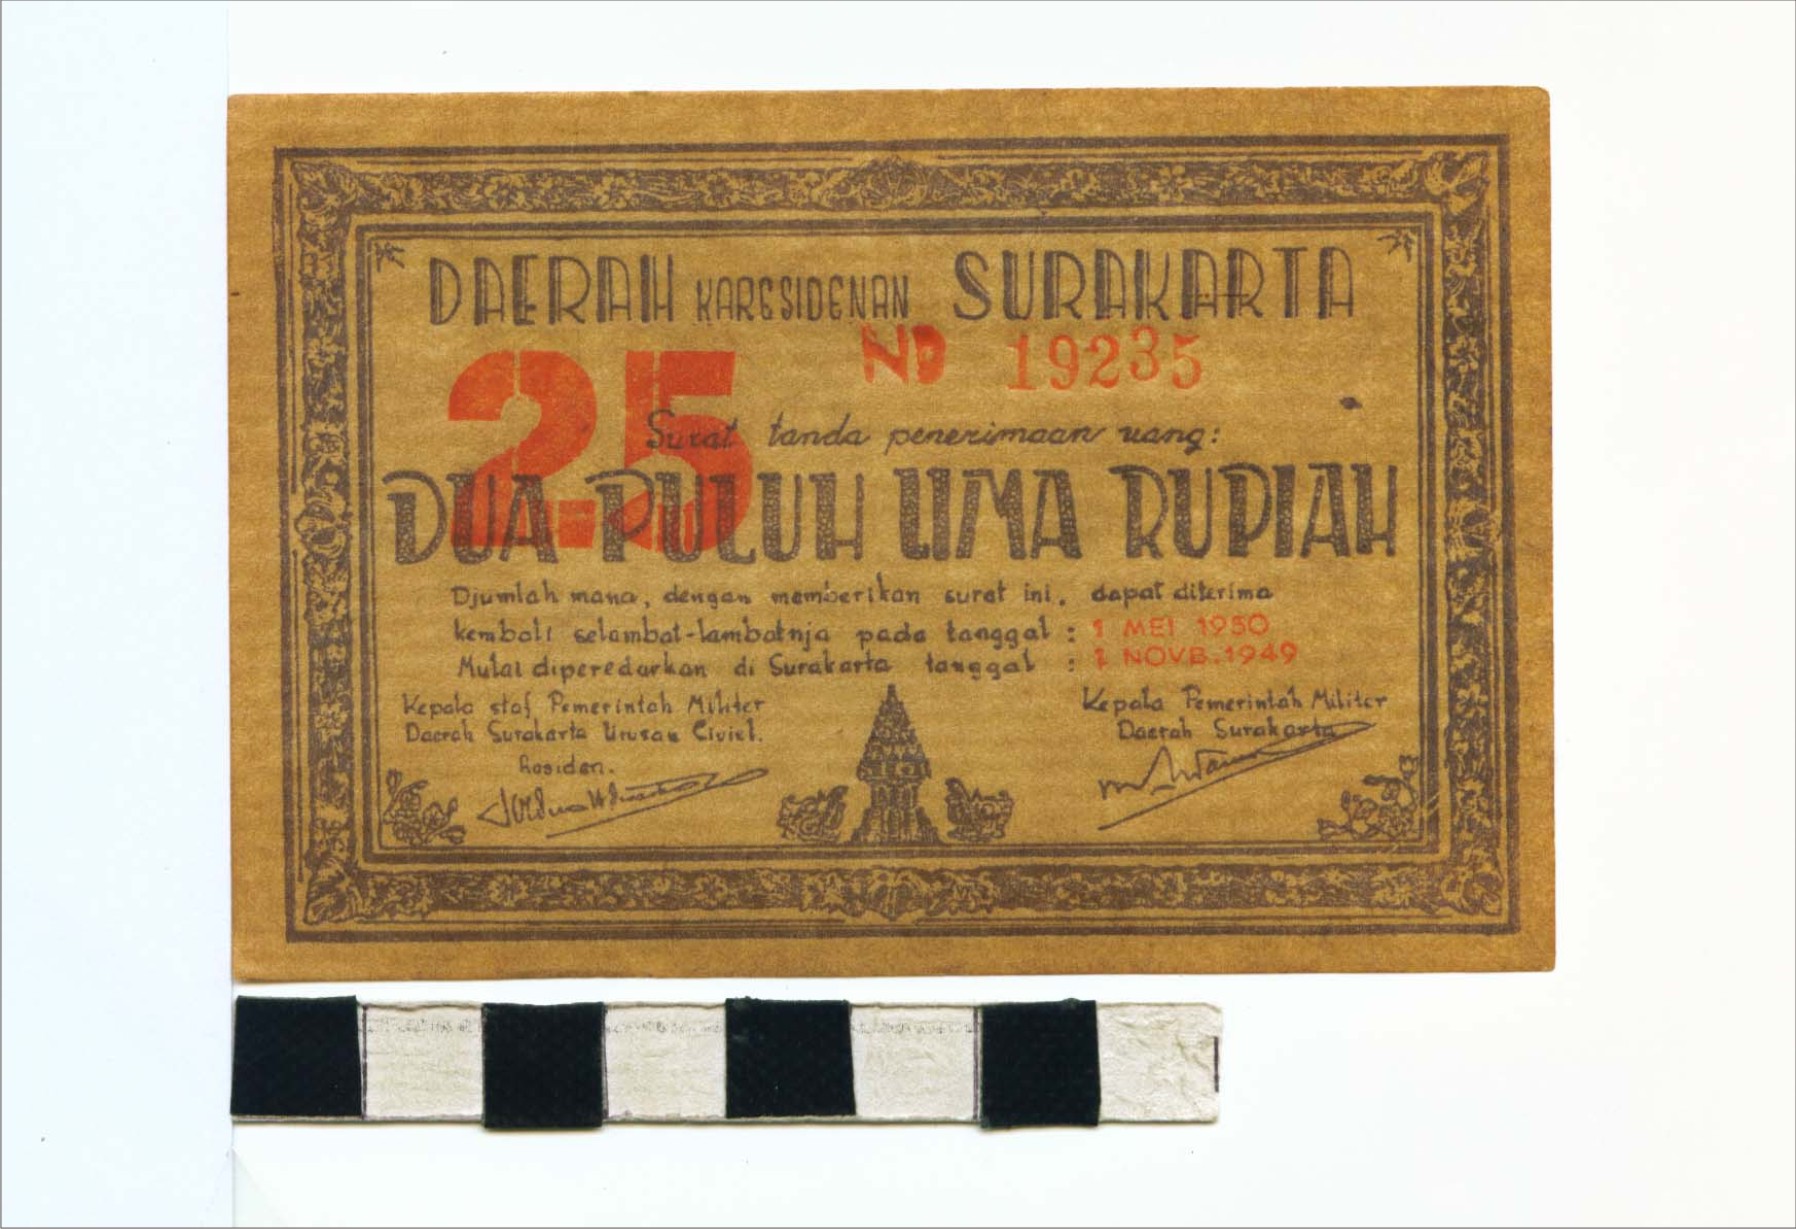 DAERAH KARESIDENAN SURAKARTA
25 NO 19235
Surat tanda penerimaan uang:
DUA PULUH LIMA RUPIAH
Djumlah mana, dengan memberikan surat ini, dapat diterima
kembali selambat-lambatnja pada tanggal : 1 MEI 1950
Mulai diperedarkan di Surakarta tanggal : 1 NOVB. 1949
Kepala staf Pemerintah Militer
Daerah Surakarta Urusan Civiel.
Residen.
Kepala Pemerintah Militer
Daerah Surakarta